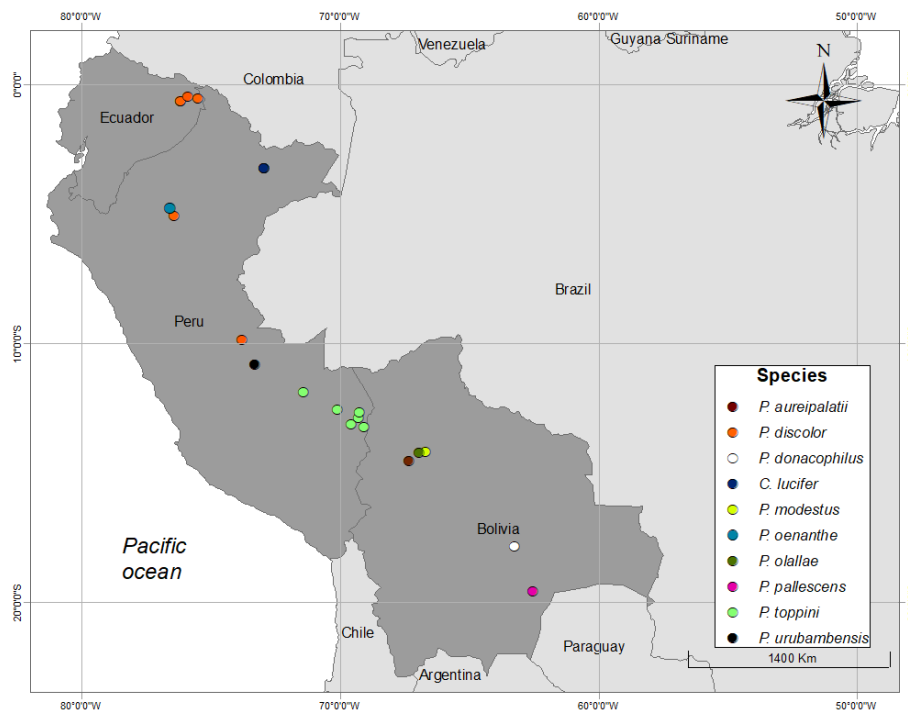 80°0'0"W 70°0'0"W 60°0'0"W 50°0'0"W
Venezuela
Guyana Suriname
N
Colombia
0°0'0"
Ecuador
Brazil
Peru
10°0'0"S
Species
P. aureipalatii
P. discolor
P. donacophilus
C. lucifer
P. modestus
P. oenanthe
P. olallae
P. pallescens
P. toppini
P. urubambensis
Bolivia
Pacific
ocean
20°0'0"S
Chile
Paraguay
1400 Km
Argentina
80°0'0"W 70°0'0"W 60°0'0"W 50°0'0"W